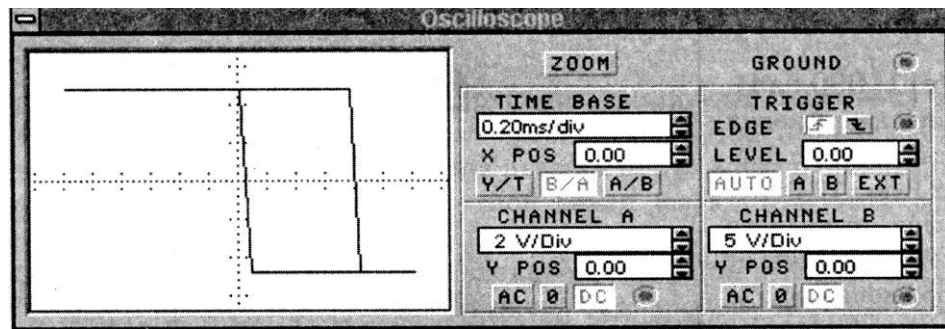 Oscilloscope
ZOOM
GROUND
TIME BASE
0.20ms/div
X POS 0.00
Y/T B/A A/B
TRIGGER
EDGE
LEVEL 0.00
AUTO A B EXT
CHANNEL A
2 V/Div
Y POS 0.00
AC 0 DC
CHANNEL B
5 V/Div
Y POS 0.00
AC 0 DC